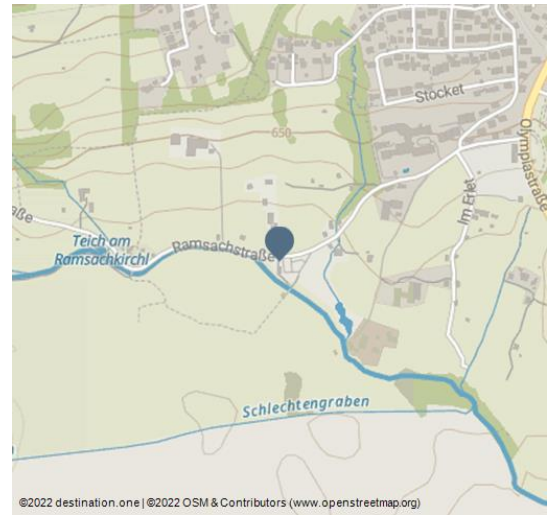 Stocket
650
Olympiastraße
Im Erlet
aße
Teich am
Ramsachkirchl
Ramsachstraße
Schlechtengraben
©2022 destination.one | ©2022 OSM & Contributors (www.openstreetmap.org)